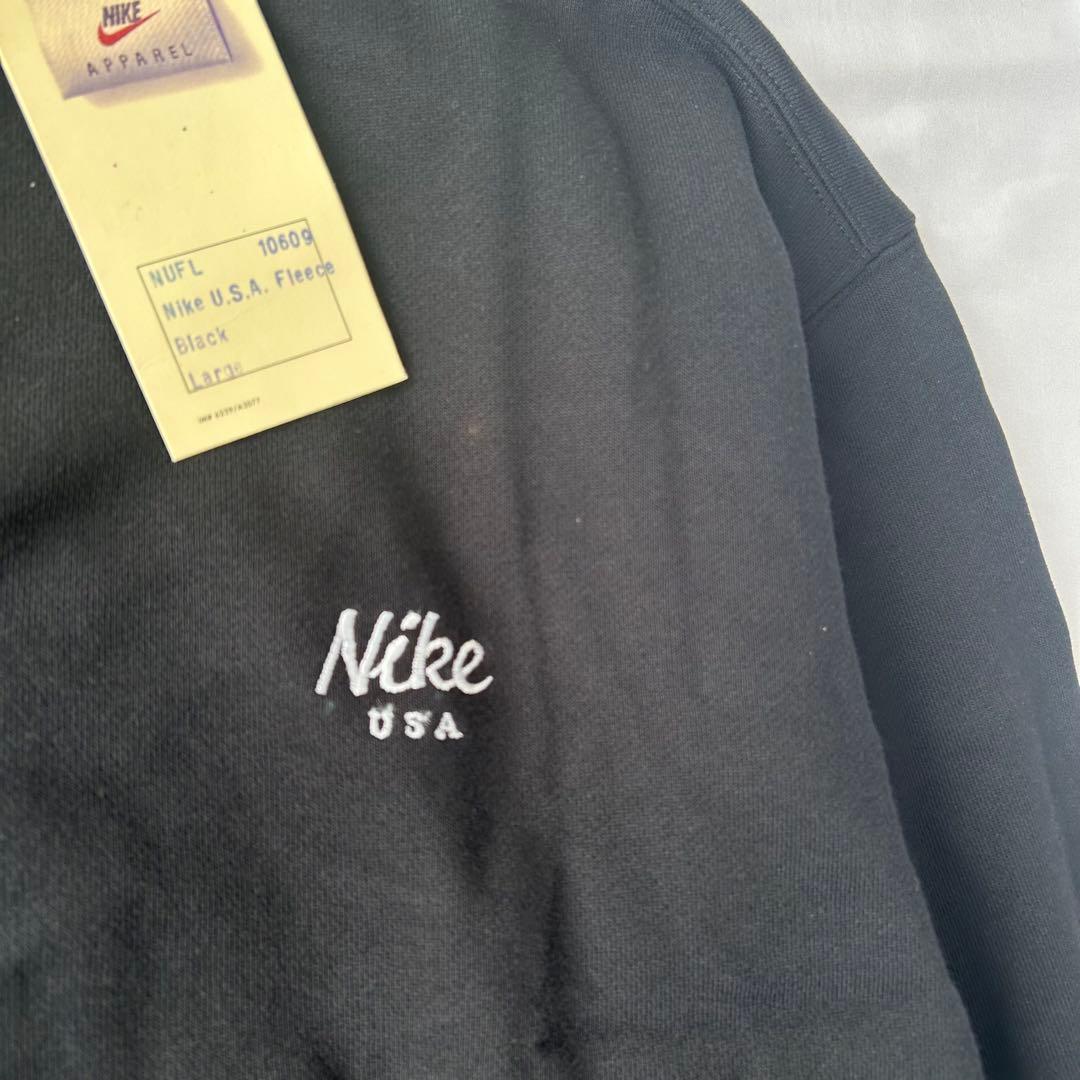 NIKE
APPAREL
NUFL 10609
Nike U.S.A. Fleece
Black
Large
Nike
USA